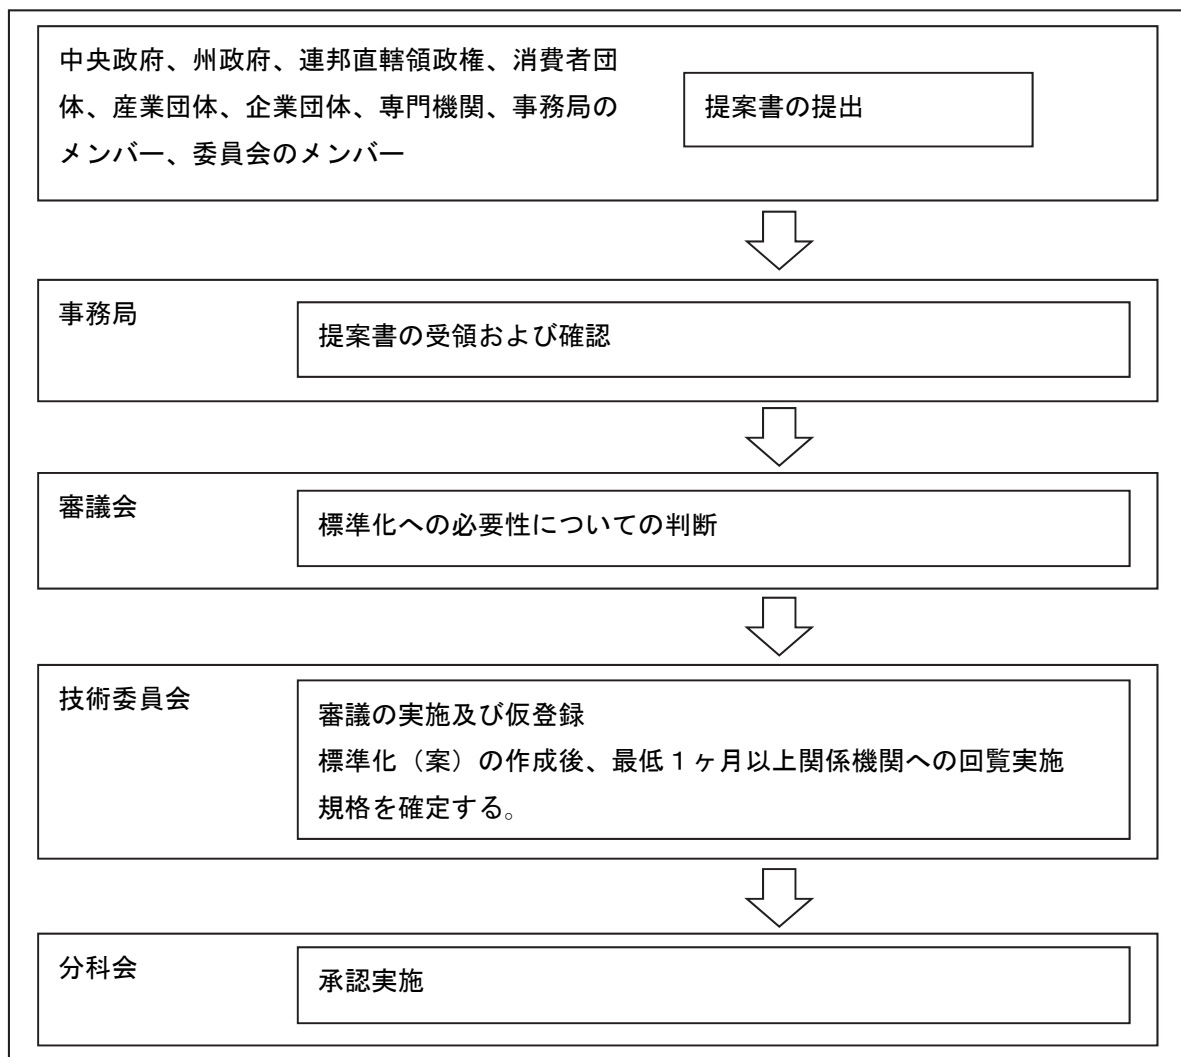 中央政府、州政府、連邦直轄領政権、消費者団
体、産業団体、企業団体、専門機関、事務局の
メンバー、委員会のメンバー
提案書の提出
事務局
提案書の受領および確認
審議会
標準化への必要性についての判断
技術委員会
審議の実施及び仮登録
標準化（案）の作成後、最低１ヶ月以上関係機関への回覧実施
規格を確定する。
分科会
承認実施